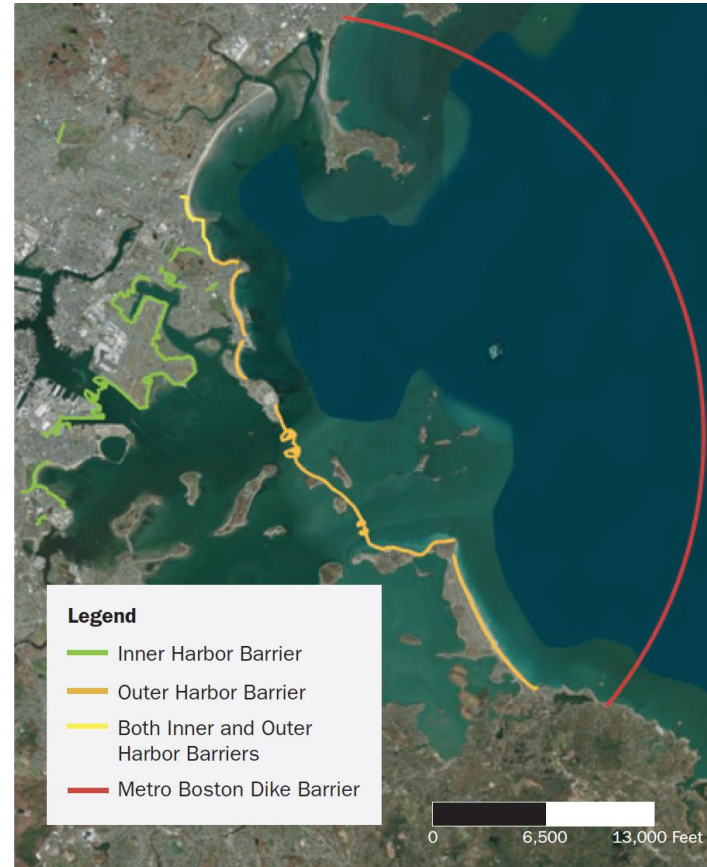 Legend
Inner Harbor Barrier
Outer Harbor Barrier
Both Inner and Outer
Harbor Barriers
Metro Boston Dike Barrier
0 6,500 13,000 Feet